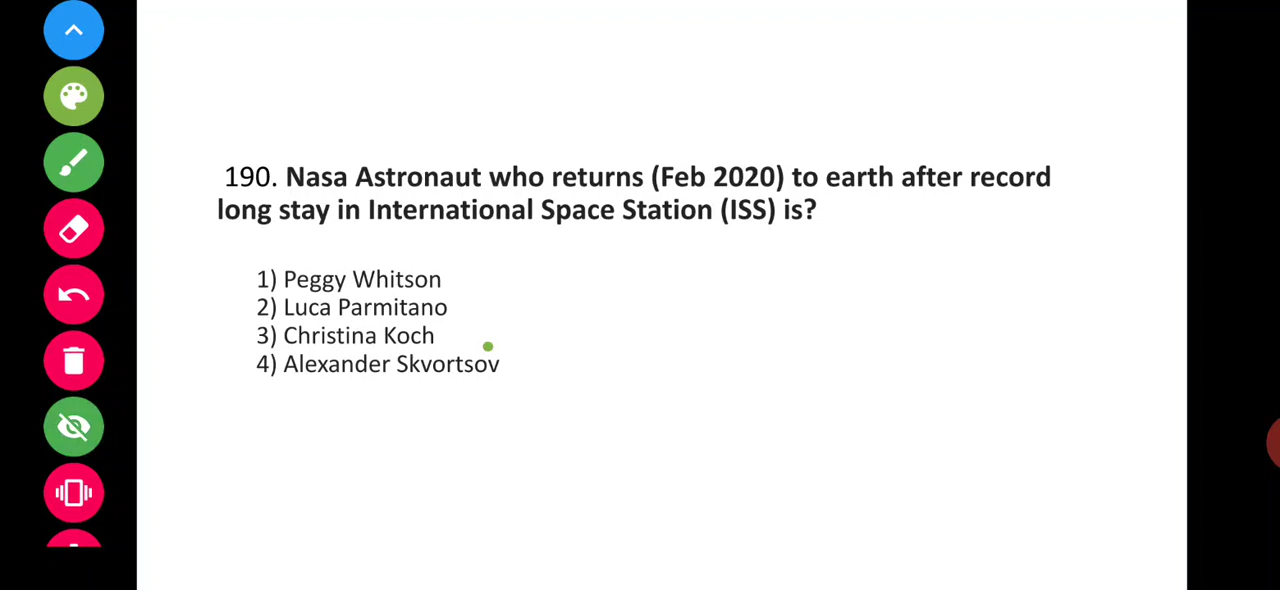 190. Nasa Astronaut who returns (Feb 2020) to earth after record
long stay in International Space Station (ISS) is?
1) Peggy Whitson
2) Luca Parmitano
3) Christina Koch
4) Alexander Skvortsov